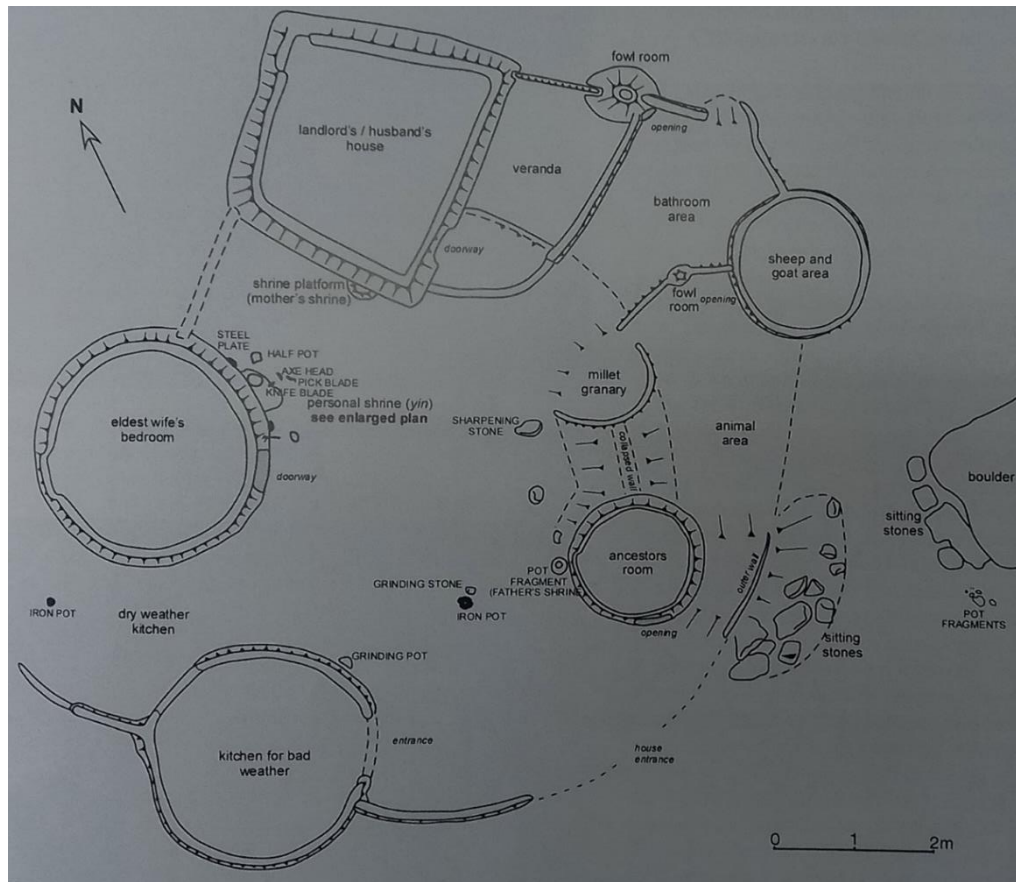 fowl room
N
landlord's / husband's
house
opening
veranda
bathroom
area
doorway
sheep and
goat area
shrine platform
(mother's shrine)
fowl
room
opening
STEEL
PLATE
HALF POT
AXE HEAD
PICK BLADE
KNIFE BLADE
millet
granary
personal shrine (yin)
see enlarged plan
eldest wife's
bedroom
SHARPENING
STONE
animal
area
collapsed wall
doorway
boulder
sitting
stones
ancestors
room
POT
FRAGMENT
(FATHER'S SHRINE)
outer wall
GRINDING STONE
IRON POT
IRON POT
dry weather
kitchen
opening
POT
FRAGMENTS
sitting
stones
GRINDING POT
entrance
house
entrance
kitchen for bad
weather
0 1 2m